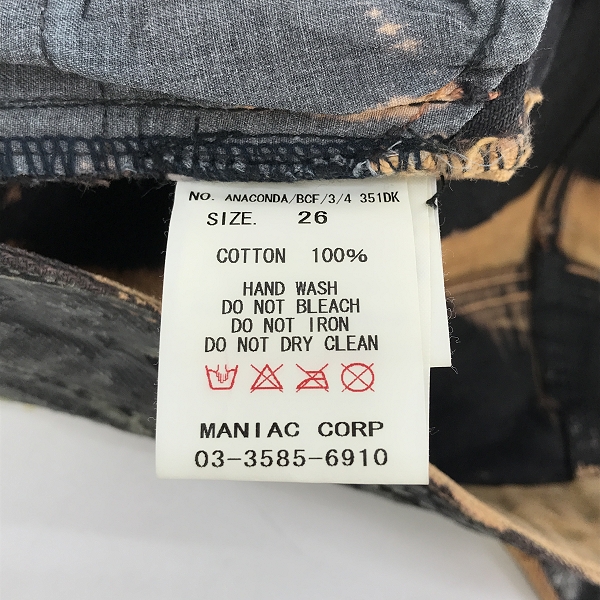 NO. ANACONDA/BCF/3/4 351DK
SIZE. 26
COTTON 100%
HAND WASH
DO NOT BLEACH
DO NOT IRON
DO NOT DRY CLEAN
MANIAC CORP
03-3585-6910